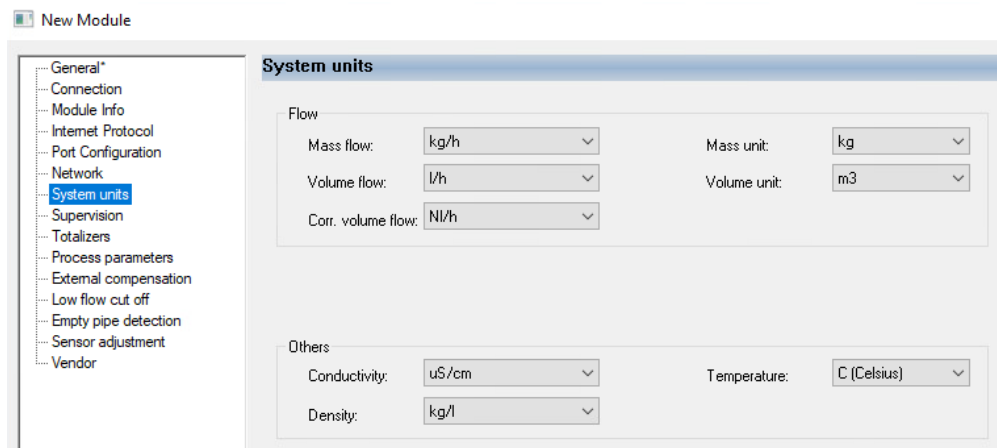 New Module
General*
Connection
Module Info
Internet Protocol
Port Configuration
Network
System units
Supervision
Totalizers
Process parameters
External compensation
Low flow cut off
Empty pipe detection
Sensor adjustment
Vendor
System units
Flow
Mass flow: kg/h Mass unit: kg
Volume flow: l/h Volume unit: m3
Corr. volume flow: Nl/h
Others
Conductivity: uS/cm Temperature: C (Celsius)
Density: kg/l